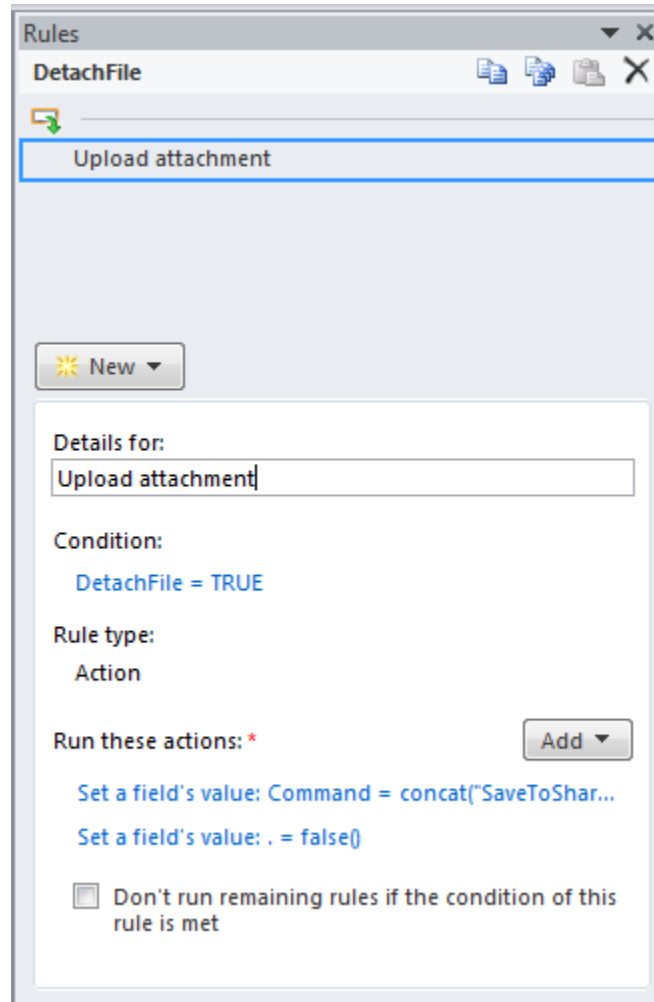 Rules
DetachFile
Upload attachment
New
Details for:
Upload attachment
Condition:
DetachFile = TRUE
Rule type:
Action
Run these actions: *
Add
Set a field's value: Command = concat("SaveToShar...
Set a field's value: . = false()
Don't run remaining rules if the condition of this
rule is met